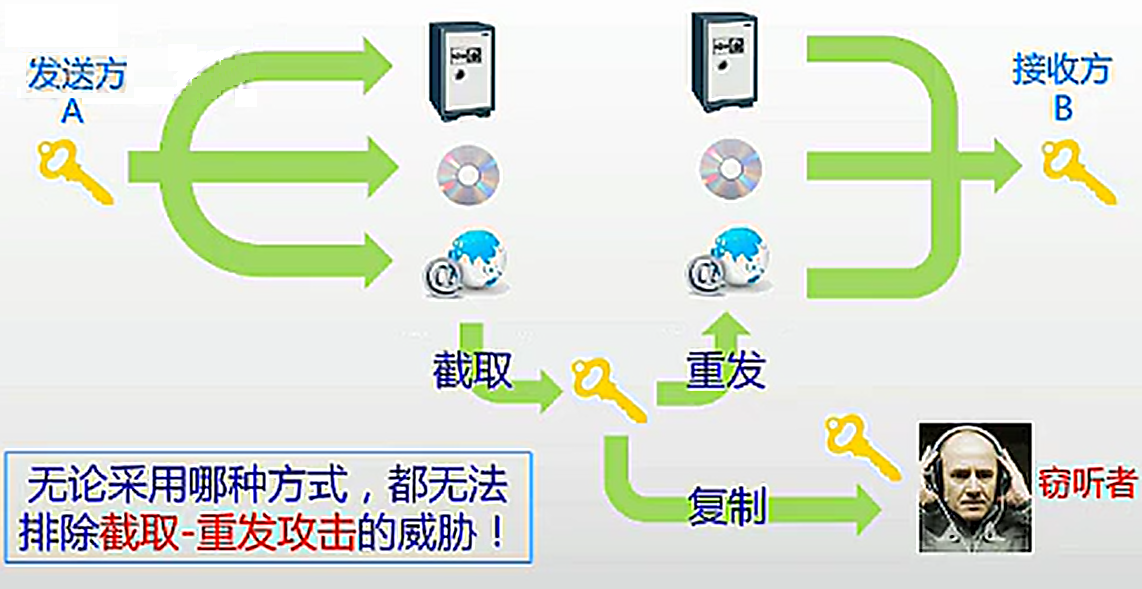 发送方
A
接收方
B
@
@
截取
重发
复制
窃听者
无论采用哪种方式，都无法
排除截取-重发攻击的威胁！